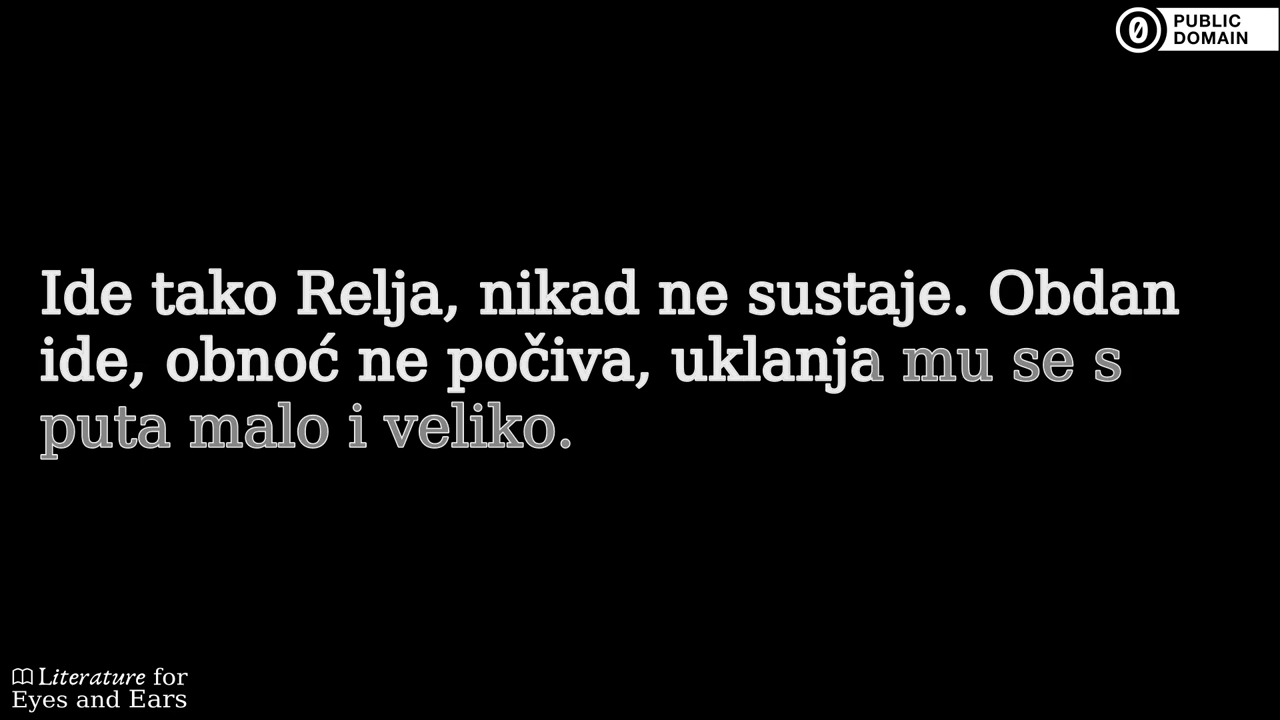 PUBLIC
DOMAIN
Ide tako Relja, nikad ne sustaje. Obdan
ide, obnoć ne počiva, uklanja mu se s
puta malo i veliko.
Literature for
Eyes and Ears